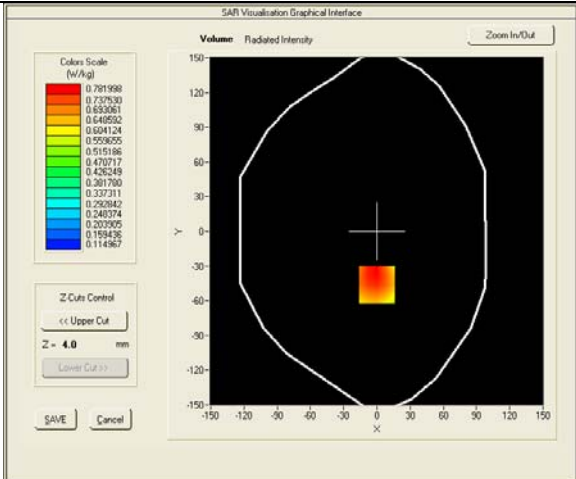 SAR Visualisation Graphical Interface
Volume Radiated Intensity
Zoom In/Out
Colors Scale
(W/kg)
0.781998
0.737530
0.693061
0.648592
0.604124
0.559655
0.515186
0.470717
0.426249
0.381780
0.337311
0.292842
0.248374
0.203905
0.159436
0.114967
Z-Cuts Control
<< Upper Cut
Z = 4.0 mm
Lower Cut >>
SAVE Cancel
150
120
90
60
30
0
-30
-60
-90
-120
-150
Y
-150 -120 -90 -60 -30 0 30 60 90 120 150
X